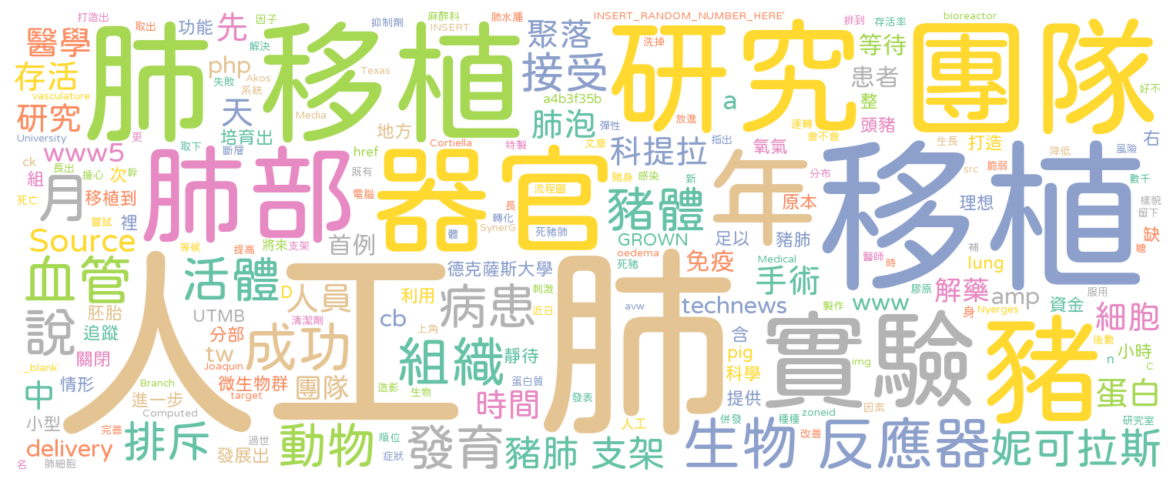 肺移植
研究團隊
人工肺
移植
器官
肺部
年
實驗
豬
醫學
功能
先
因子
取出
打造出
抑制劑
麻醉科
INSERT
肺水腫
INSERT_RANDOM_NUMBER_HERE'
洗掉
排到
存活率
bioreactor
聚落
接受
等待
患者
整
存活
php
解決
失敗
Akos
系統
Texas
Media
vasculature
研究
天
a4b3f35b
a
放進
運轉
會不會
頭豬
好不
University
更
取下
斷層
培育出
地方
Cortiella
肺泡
彈性
特製
文章
指出
科提拉
氧氣
生長
打造
降低
風險
右
www5
ck
長出
擔心
次
幹
href
既有
組
死亡
月
移植到
裡
嘗試
電腦
長
豬身
感染
新
流程圖
轉化
SynerG
死豬肺
豬體
分布
原本
src
脆弱
數千
理想
樣貌
留下
缺
補
糖
Source
等候
提高
將來
支架
首例
體
GROWN
oedema
死豬
足以
豬肺
Medical
免疫
醫師
時
lung
血管
活體
D
人員
德克薩斯大學
利用
病患
刺激
近日
avw
technews
手術
www
製作
膠原
解藥
amp
身
Nyerges
資金
服用
細胞
說
胚胎
追蹤
UTMB
分部
清潔劑
cb
上角
含
pig
科學
提供
img
後數
小時
n
C
蛋白
_blank'
關閉
tw
Joaquin
成功
組織
靜待
中
情形
Branch
微生物群
target
團隊
造影
蛋白質
生物
時間
發表
人工
zoneid
因素
研究室
小型
進一步
Computed
順位
併發
種種
改善
delivery
完善
排斥
過世
症狀
發展出
動物
發育
豬肺
支架
生物
反應器
妮可拉斯
名
肺細胞